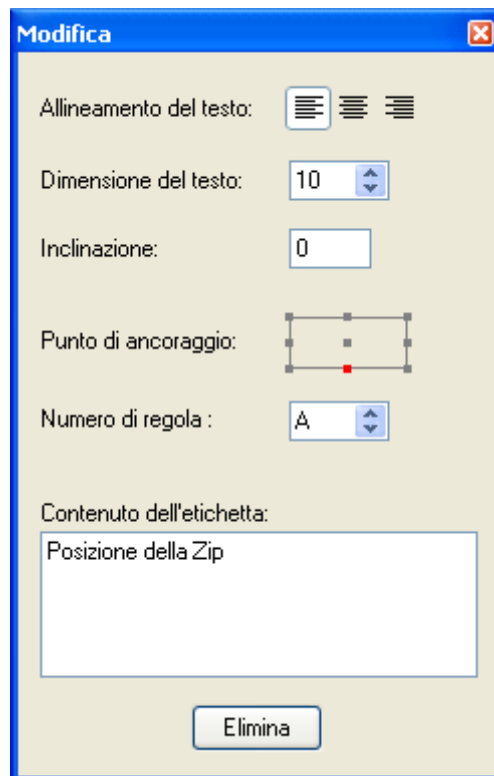 Modifica
Allineamento del testo:
Dimensione del testo: 10
Inclinazione: 0
Punto di ancoraggio:
Numero di regola : A
Contenuto dell'etichetta:
Posizione della Zip
Elimina